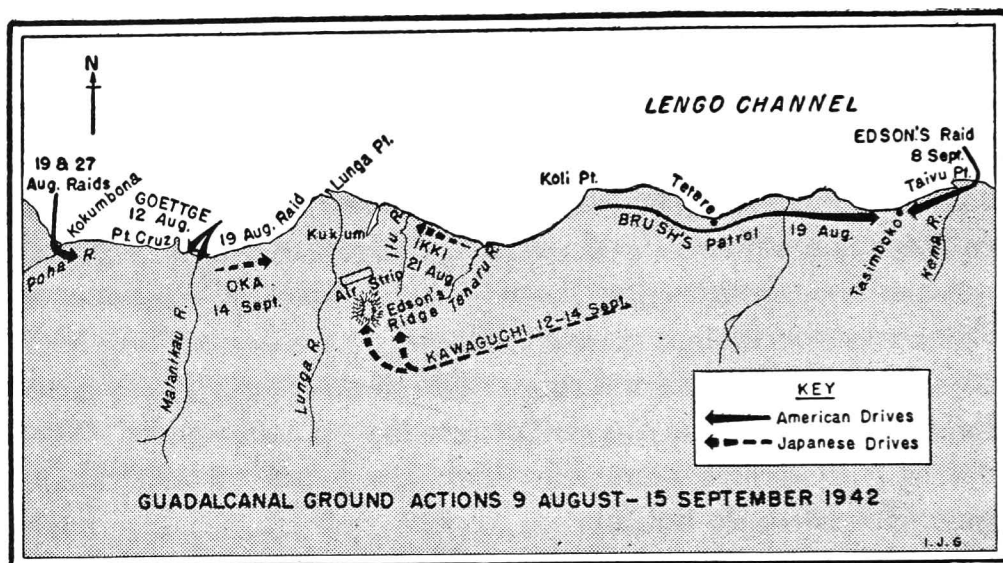 N
LENGO CHANNEL
EDSON'S Raid
8 Sept.
Taivu Pt.
19 & 27
Aug. Raids
Kokumbona
Poha R.
GOETTGE
12 Aug.
Pt. Cruz
19 Aug. Raid
Lunga Pt.
Kukum
OKA
14 Sept.
Matanikau R.
Lunga R.
Air Strip
Edson's
Ridge
Ilu R.
IKKI
21 Aug.
Tenaru R.
KAWAGUCHI 12-14 Sept.
Koli Pt.
Tetere
BRUSH'S Patrol 19 Aug.
Tasimboko
Kema R.
KEY
American Drives
Japanese Drives
GUADALCANAL GROUND ACTIONS 9 AUGUST-15 SEPTEMBER 1942
I.J.G